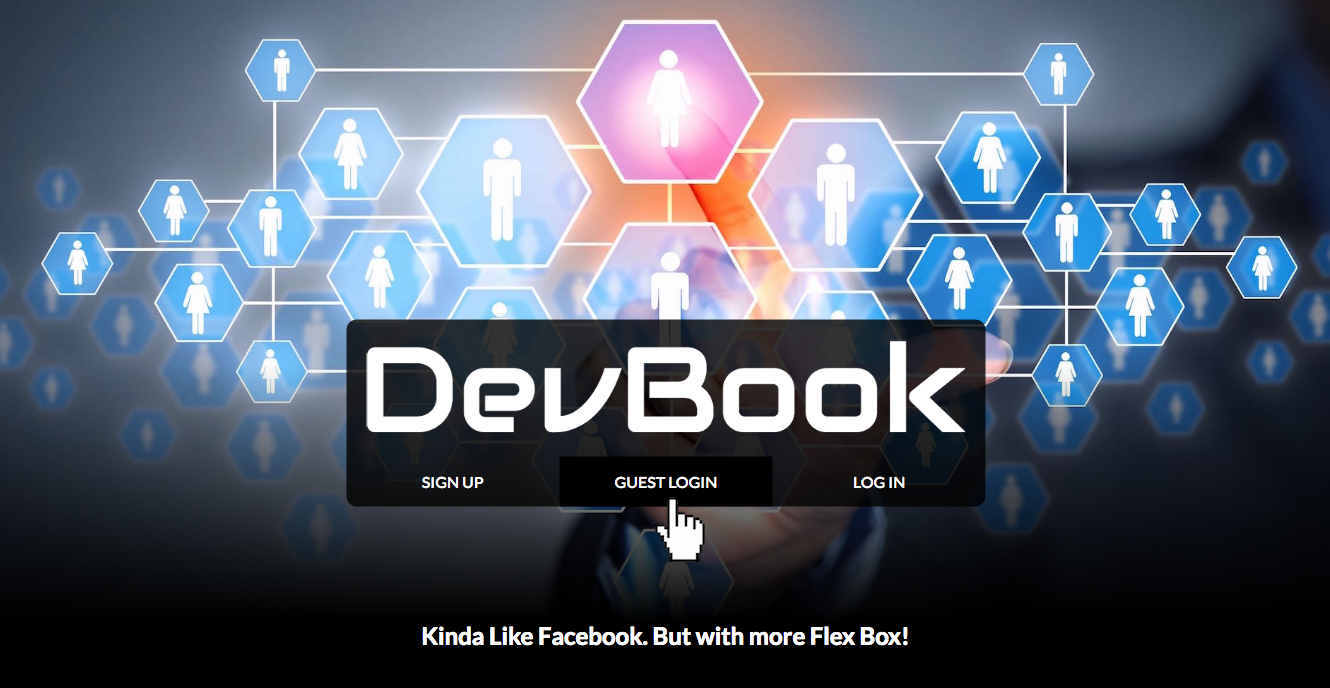 DevBook
SIGN UP
GUEST LOGIN
LOG IN
Kinda Like Facebook. But with more Flex Box!